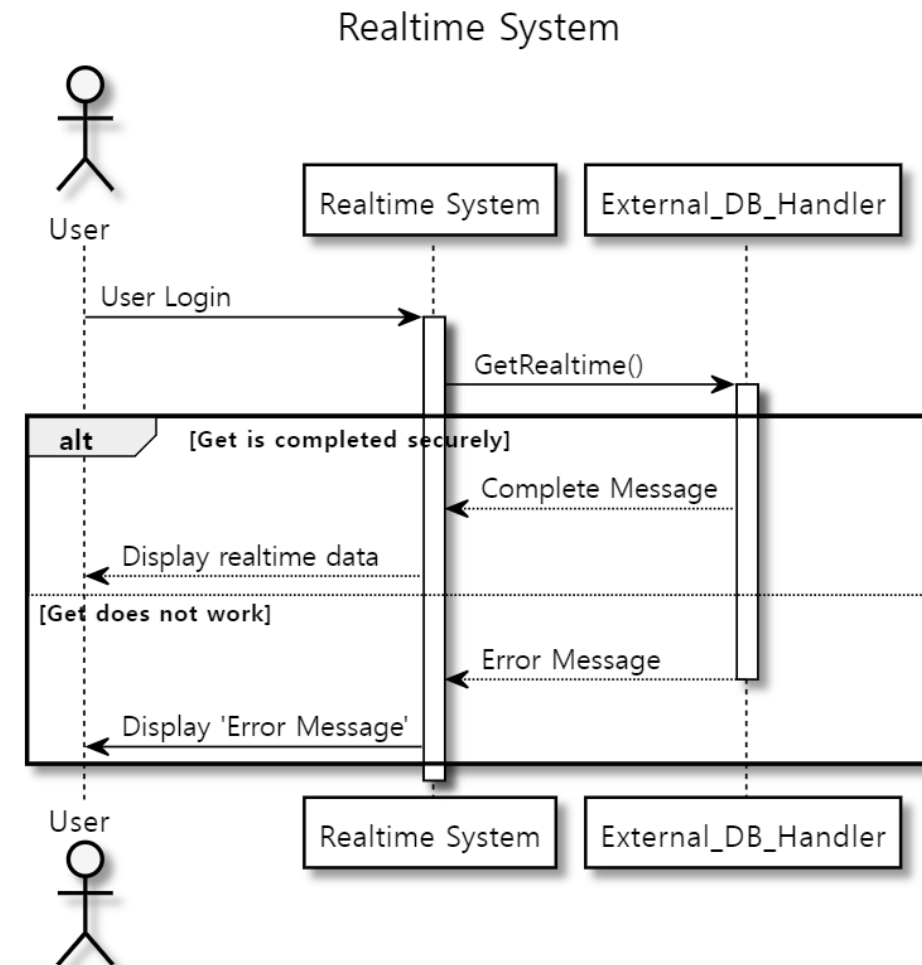 Realtime System
User
Realtime System
External_DB_Handler
User Login
GetRealtime()
alt
[Get is completed securely]
Complete Message
Display realtime data
[Get does not work]
Error Message
Display 'Error Message'
User
Realtime System
External_DB_Handler